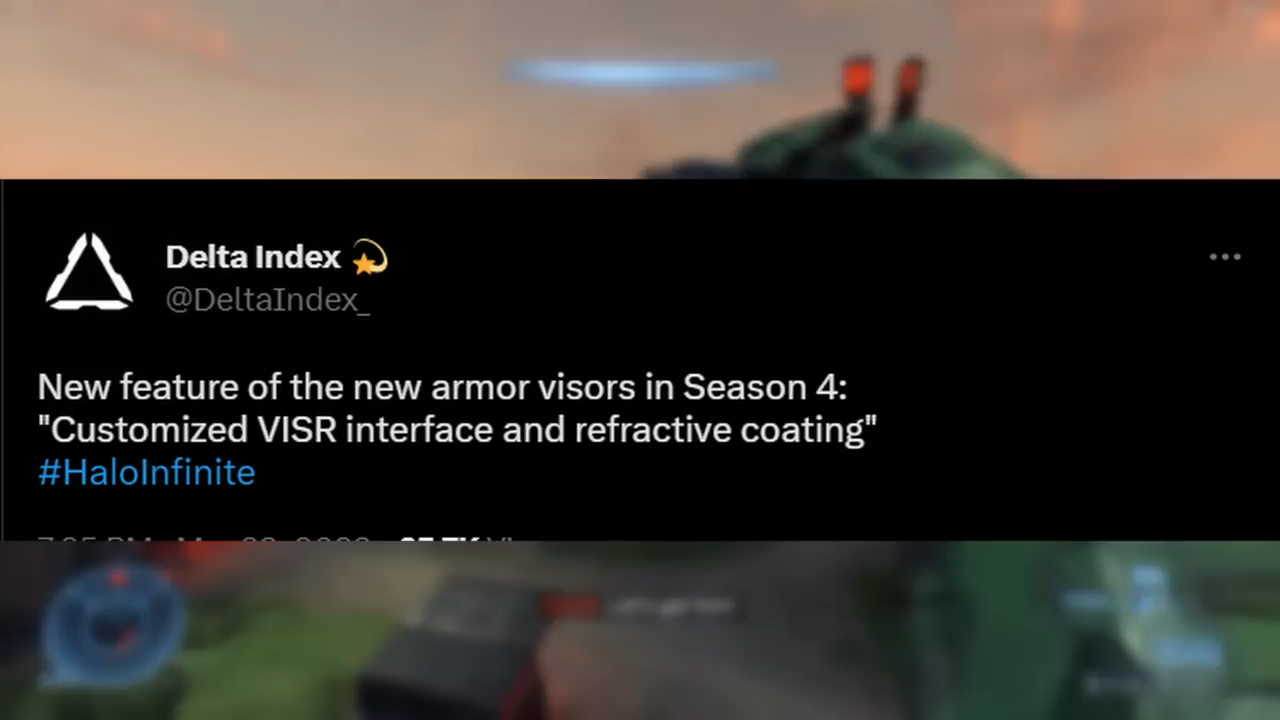 Delta Index 💫
@DeltaIndex_
New feature of the new armor visors in Season 4:
"Customized VISR interface and refractive coating"
#HaloInfinite